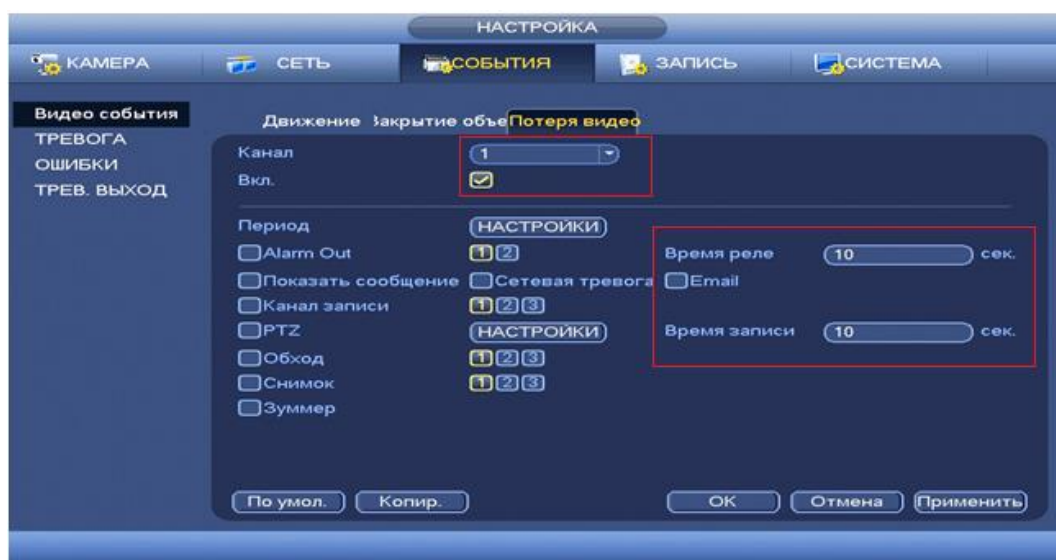 НАСТРОЙКА
КАМЕРА СЕТЬ СОБЫТИЯ ЗАПИСЬ СИСТЕМА
Видео события
ТРЕВОГА
ОШИБКИ
ТРЕВ. ВЫХОД
Движение Закрытие объе Потеря видео
Канал 1
Вкл.
Период НАСТРОЙКИ
Alarm Out 1 2 Время реле 10 сек.
Показать сообщение Сетевая тревога Email
Канал записи 1 2 3
PTZ НАСТРОЙКИ Время записи 10 сек.
Обход 1 2 3
Снимок 1 2 3
Зуммер
По умол. Копир. OK Отмена Применить